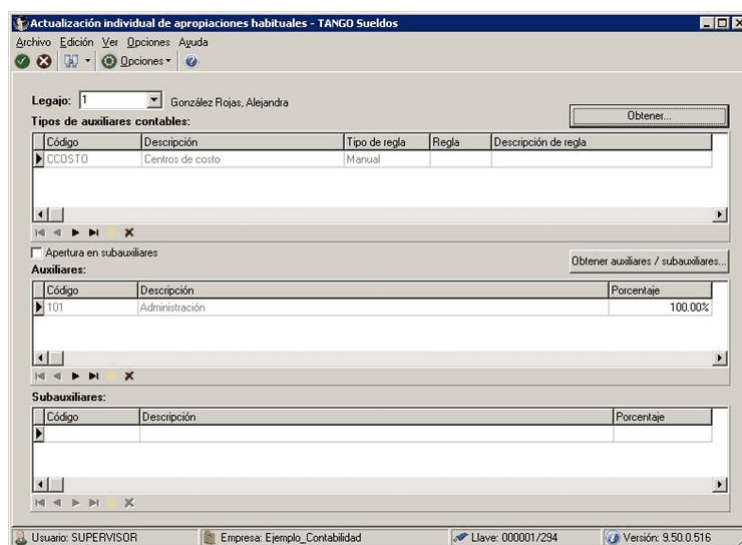 Actualización individual de apropiaciones habituales - TANGO Sueldos
Archivo Edición Ver Opciones Ayuda
Opciones
Legajo: 1 González Rojas, Alejandra
Obtener...
Tipos de auxiliares contables:
Código Descripción Tipo de regla Regla Descripción de regla
CCOSTO Centros de costo Manual
Apertura en subauxiliares
Obtener auxiliares / subauxiliares...
Auxiliares:
Código Descripción Porcentaje
101 Administración 100.00%
Subauxiliares:
Código Descripción Porcentaje
Usuario: SUPERVISOR Empresa: Ejemplo_Contabilidad Llave: 000001/294 Versión: 9.50.0.516